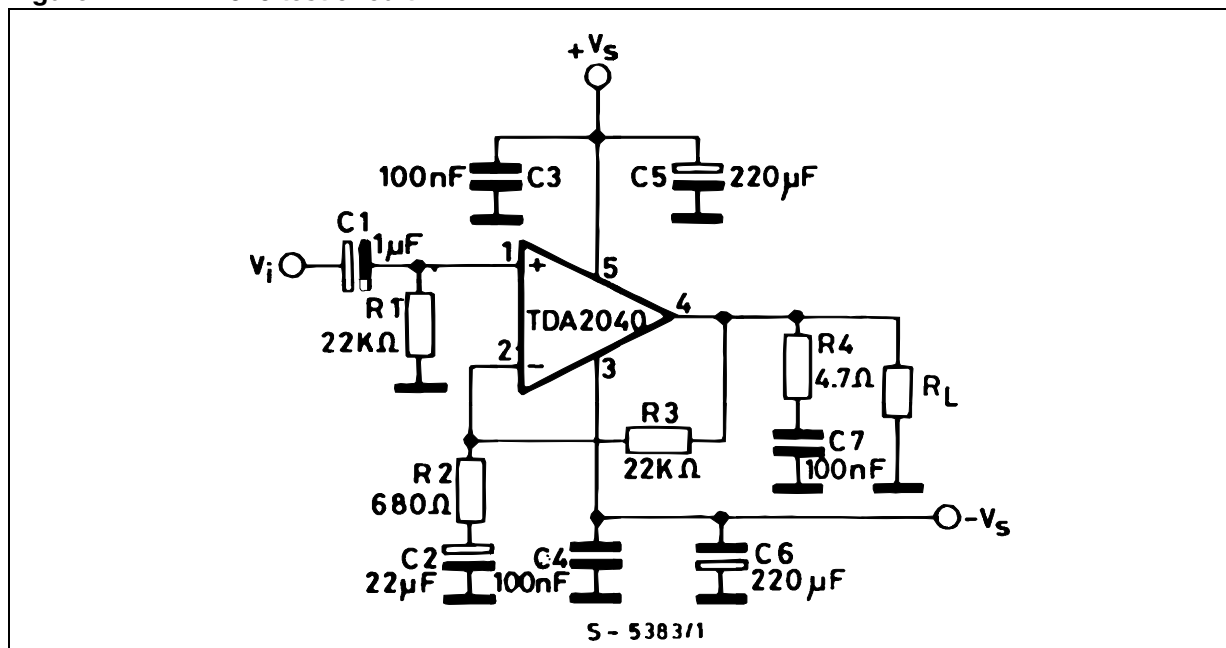 +Vs
100nF C3
C5 220µF
C1
1µF
Vi
R1
22KΩ
1
+
5
TDA2040
4
2
-
3
R4
4.7Ω
RL
R3
22KΩ
C7
100nF
R2
680Ω
-Vs
C2
22µF
C4
100nF
C6
220µF
S - 5383/1